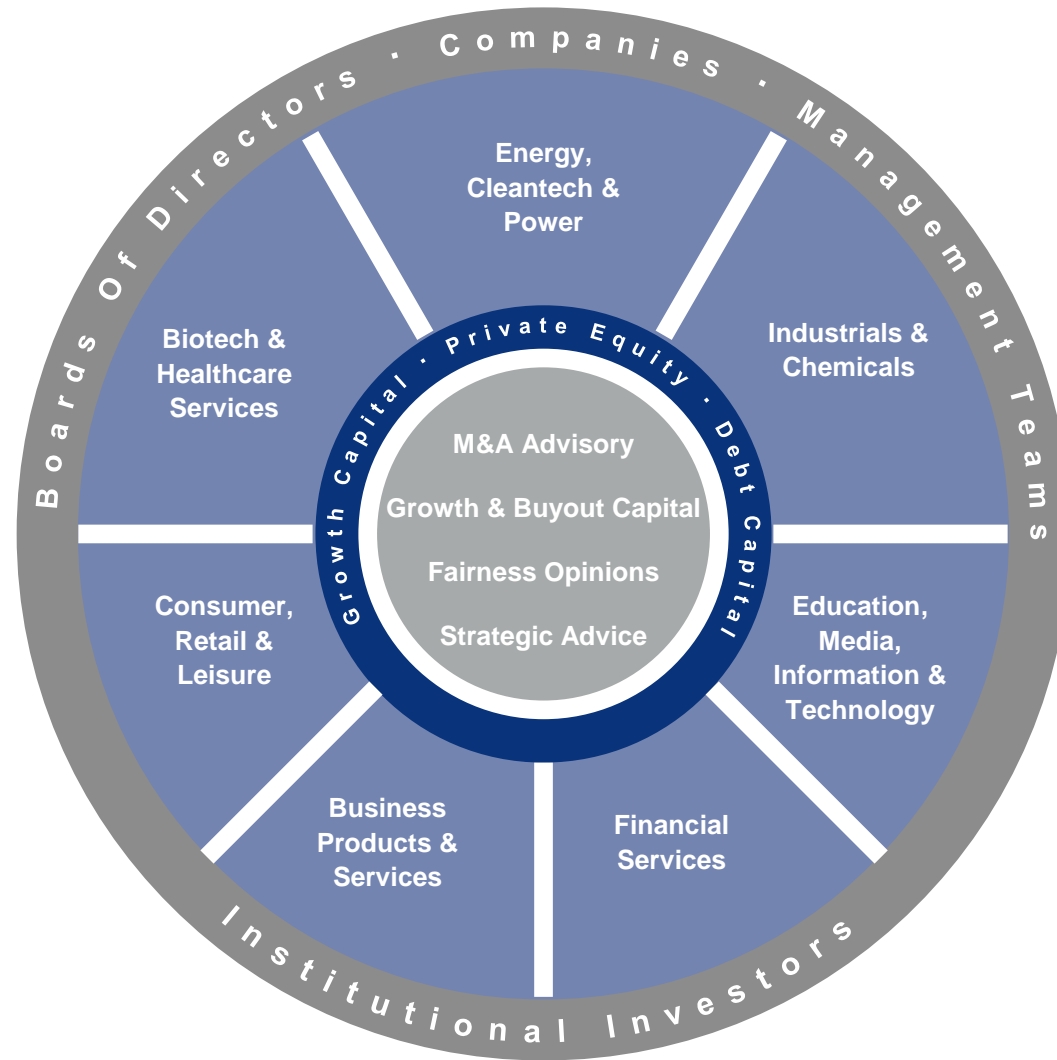 Boards Of Directors · Companies · Management Teams
Energy,
Cleantech &
Power
Biotech &
Healthcare
Services
Industrials &
Chemicals
Growth Capital · Private Equity · Debt Capital
M&A Advisory
Growth & Buyout Capital
Fairness Opinions
Strategic Advice
Consumer,
Retail &
Leisure
Education,
Media,
Information &
Technology
Business
Products &
Services
Financial
Services
Institutional Investors